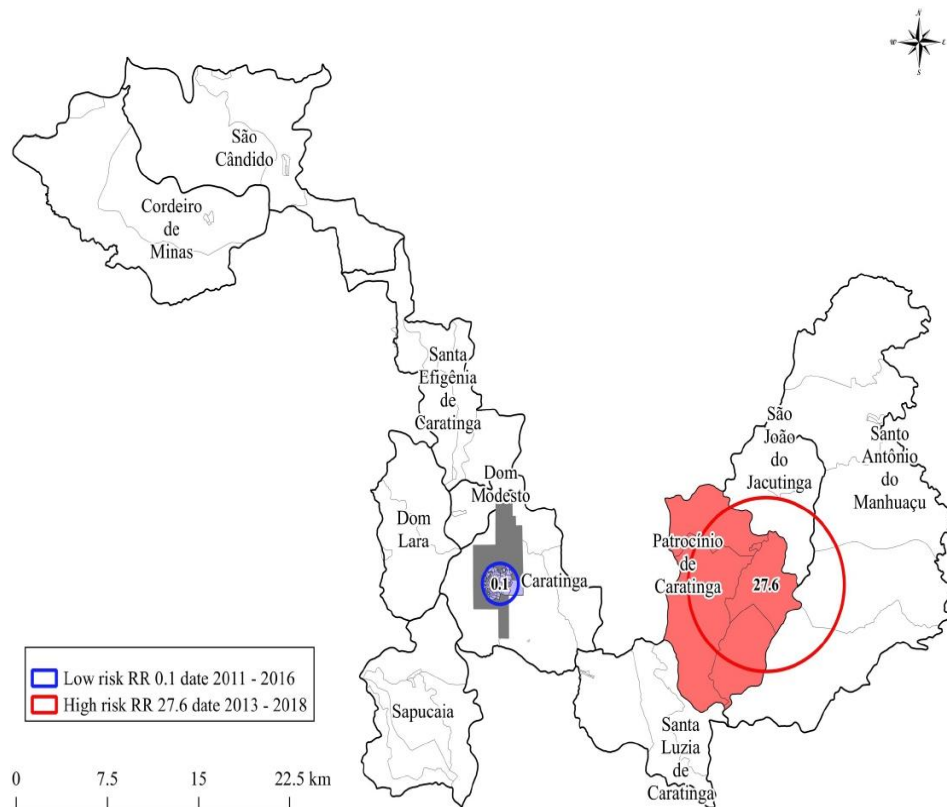 N
W E
S
São
Cândido
Cordeiro
de
Minas
Santa
Efigênia
de
Caratinga
São
João
do
Jacutinga
Santo
Antônio
do
Manhuaçu
Dom
Modesto
Dom
Lara
Patrocínio
de
Caratinga
27.6
0.1
Caratinga
Low risk RR 0.1 date 2011 - 2016
High risk RR 27.6 date 2013 - 2018
Sapucaia
Santa
Luzia
de
Caratinga
0 7.5 15 22.5 km